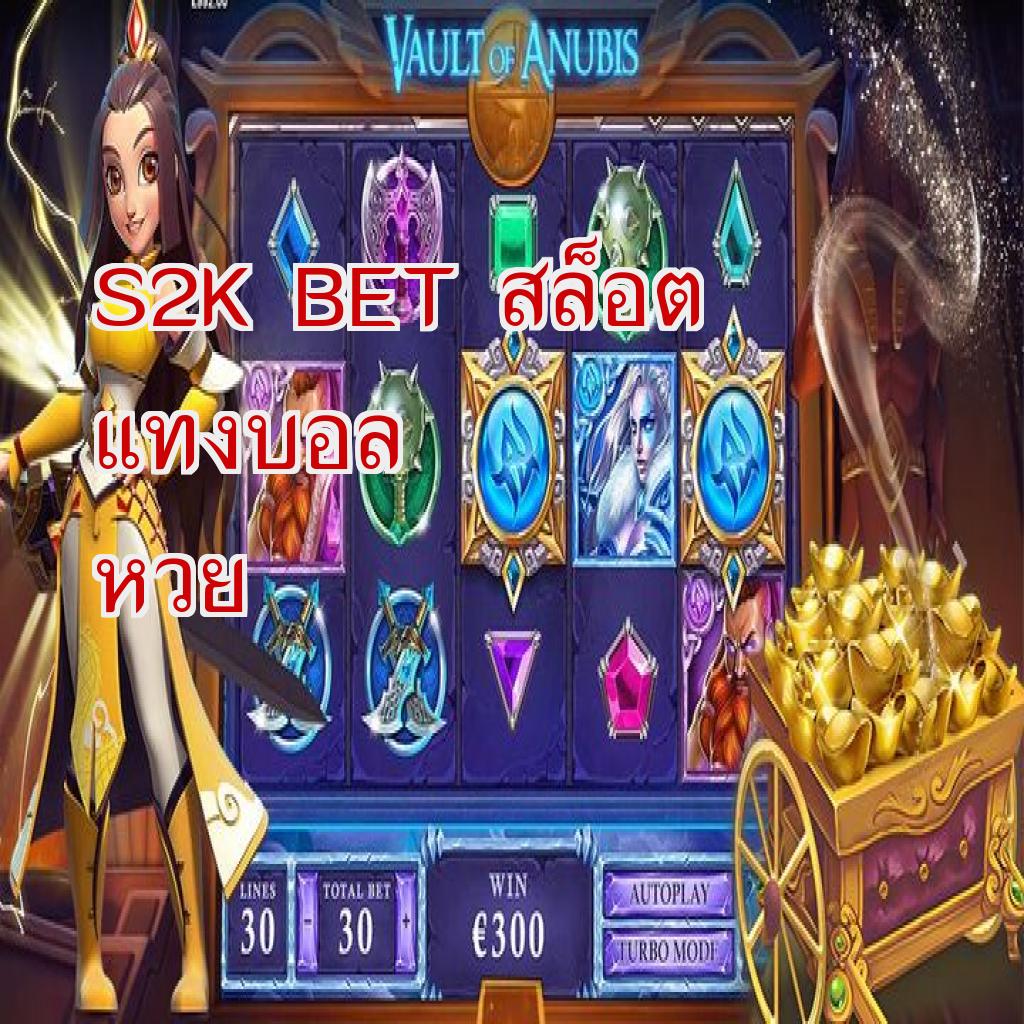 VAULT OF ANUBIS
S2K BET สล็อต
แทงบอล
หวย
LINES
30
TOTAL BET
- 30 +
WIN
€300
AUTOPLAY
TURBO MODE